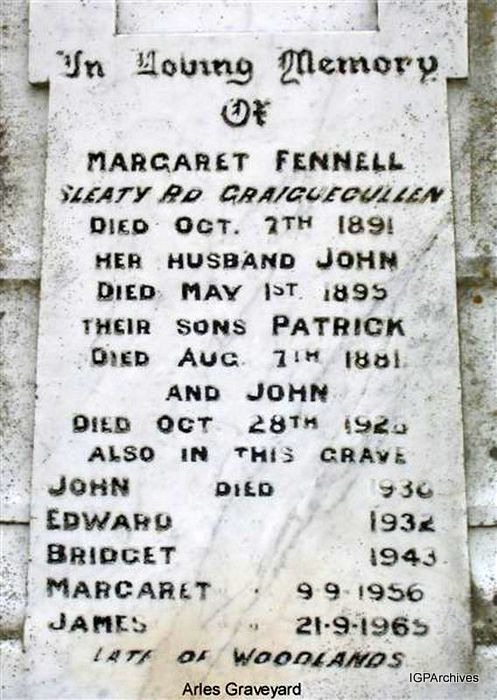 In Loving Memory
Of
MARGARET FENNELL
SLEATY RD GRAIGUECULLEN
DIED OCT. 7TH 1891
HER HUSBAND JOHN
DIED MAY 1ST 1895
THEIR SONS PATRICK
DIED AUG 7TH 1881
AND JOHN
DIED OCT 28TH
ALSO IN THIS GRAVE
JOHN DIED 1936
EDWARD 1932
BRIDGET 1943
MARGARET " " 9-9-1956
JAMES " " 21-9-1965
LATE OF WOODLANDS
IGPArchives
Arles Graveyard